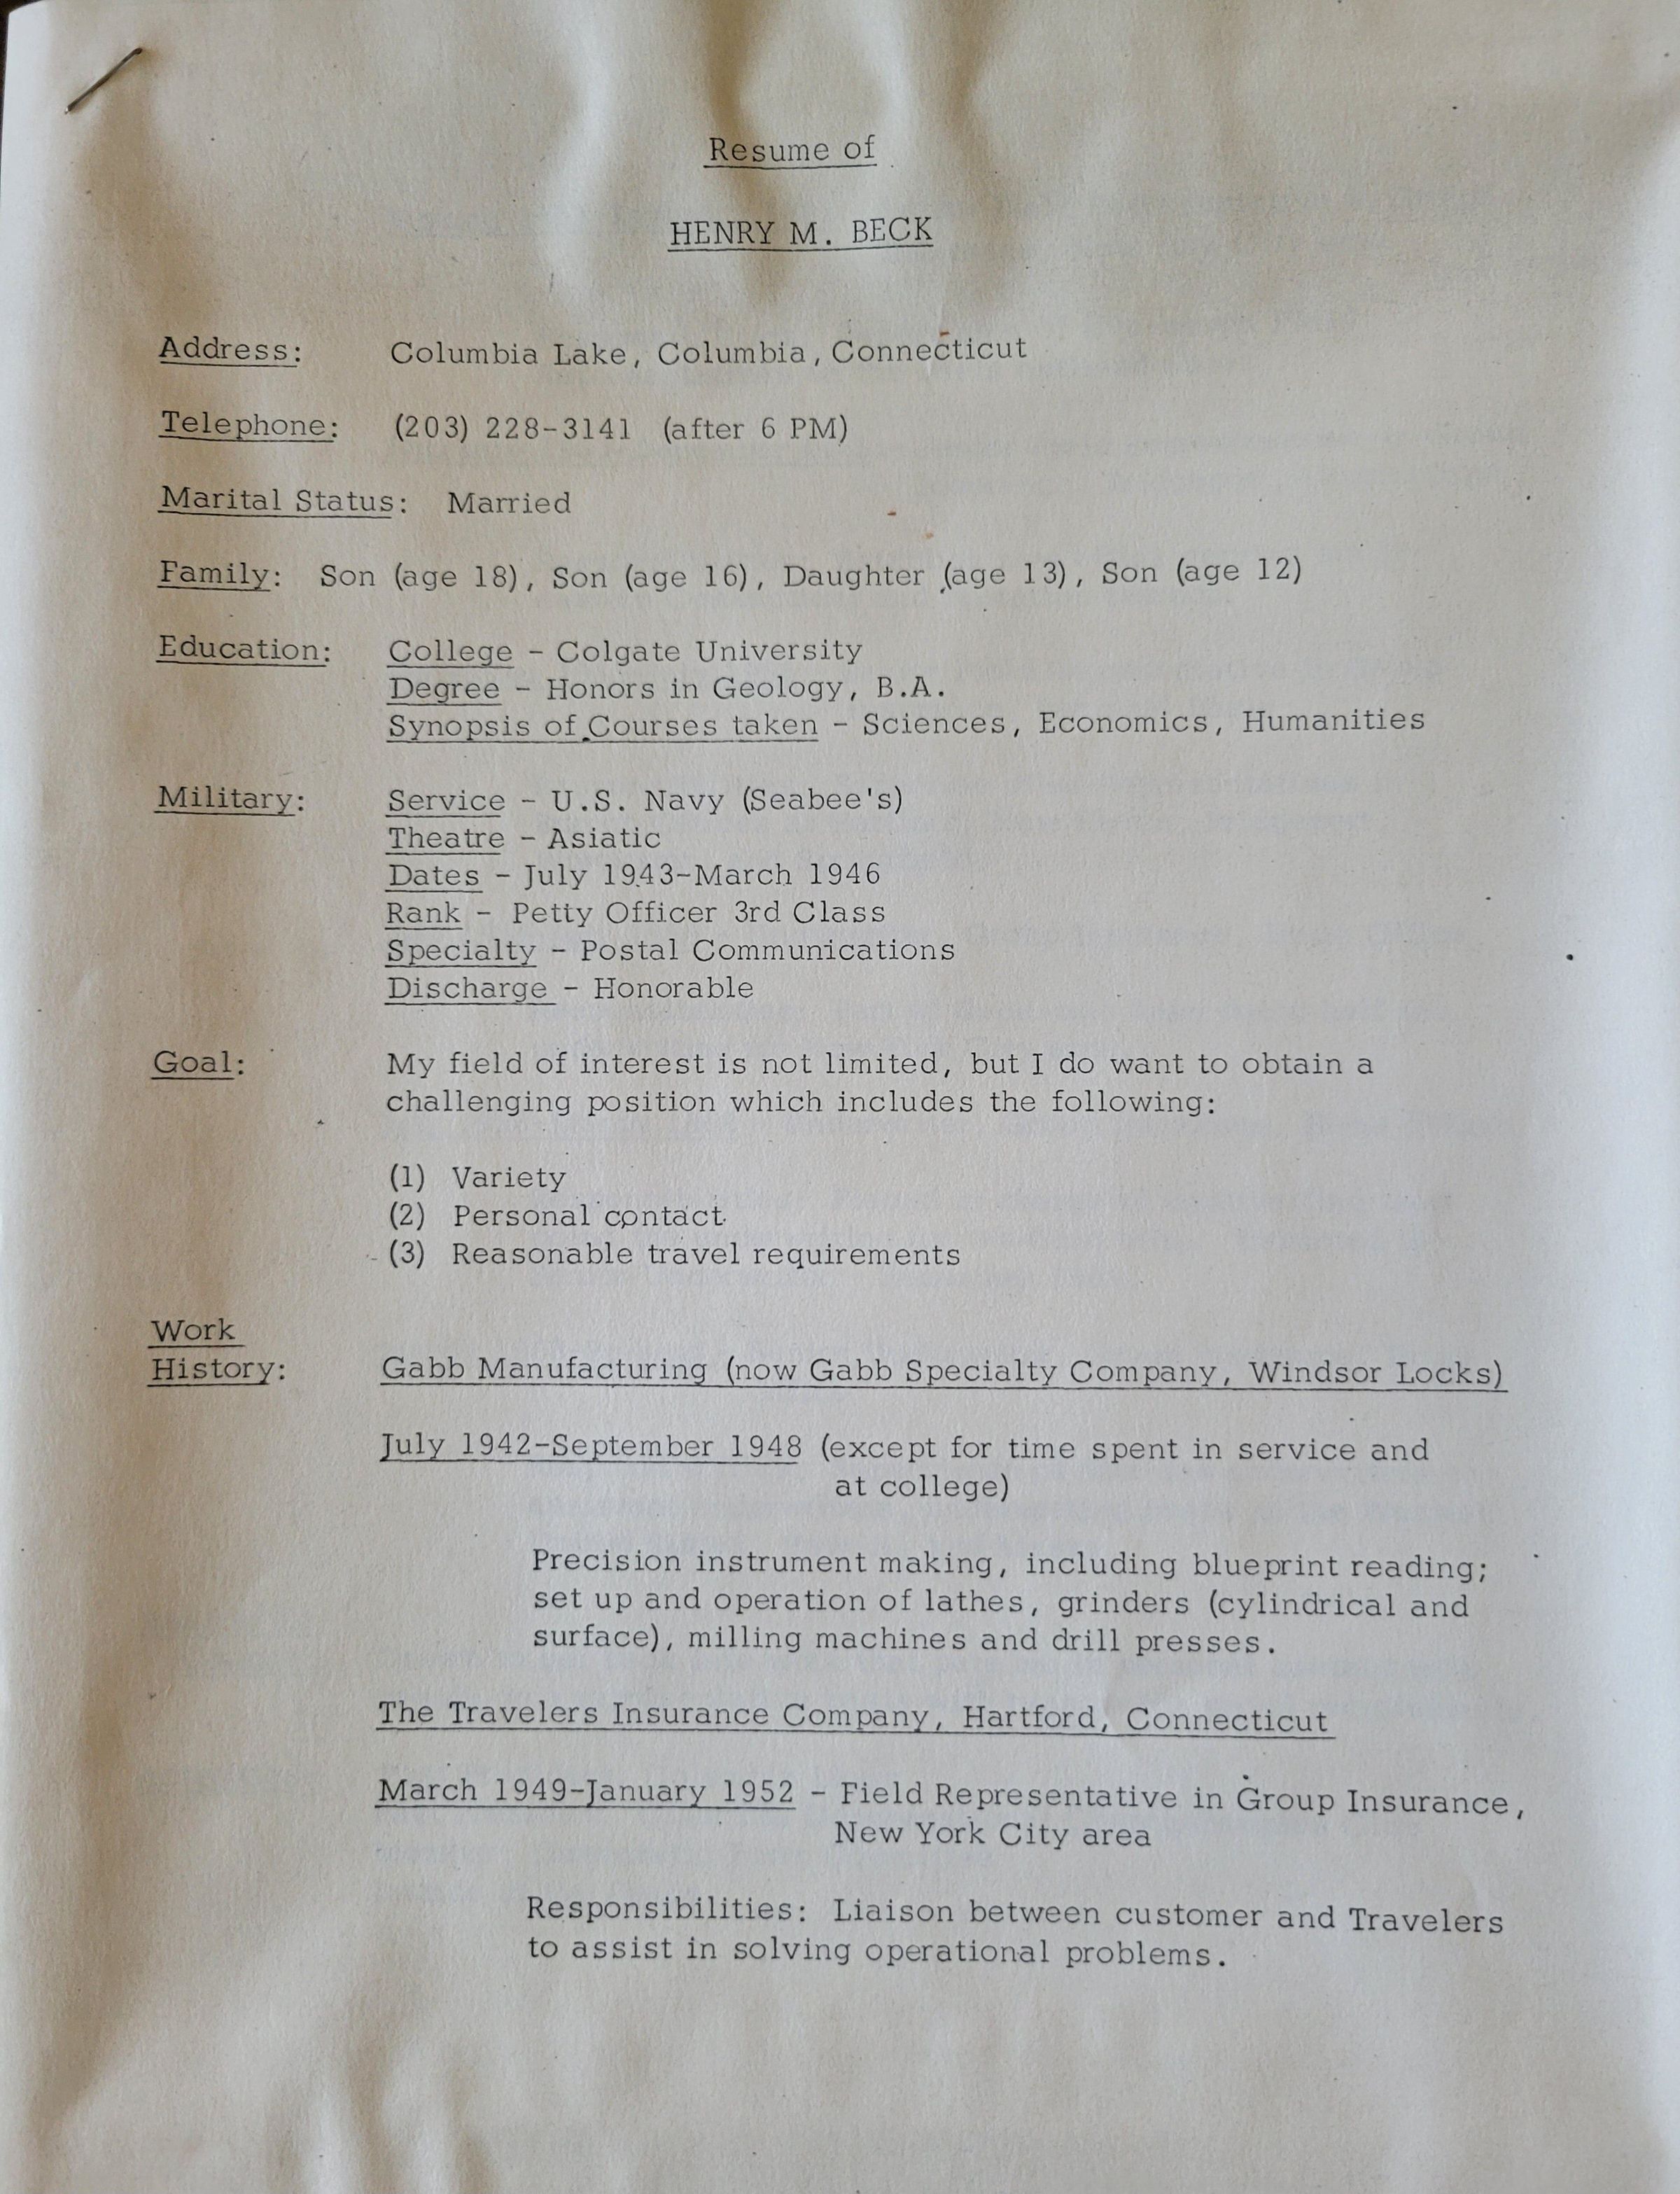 Resume of
HENRY M. BECK
Address: Columbia Lake, Columbia, Connecticut
Telephone: (203) 228-3141 (after 6 PM)
Marital Status: Married
Family: Son (age 18), Son (age 16), Daughter (age 13), Son (age 12)
Education: College - Colgate University
Degree - Honors in Geology, B.A.
Synopsis of Courses taken - Sciences, Economics, Humanities
Military: Service - U.S. Navy (Seabee's)
Theatre - Asiatic
Dates - July 1943-March 1946
Rank - Petty Officer 3rd Class
Specialty - Postal Communications
Discharge - Honorable
Goal: My field of interest is not limited, but I do want to obtain a
challenging position which includes the following:
(1) Variety
(2) Personal contact
(3) Reasonable travel requirements
Work
History: Gabb Manufacturing (now Gabb Specialty Company, Windsor Locks)
July 1942-September 1948 (except for time spent in service and
at college)
Precision instrument making, including blueprint reading;
set up and operation of lathes, grinders (cylindrical and
surface), milling machines and drill presses.
The Travelers Insurance Company, Hartford, Connecticut
March 1949-January 1952 - Field Representative in Group Insurance,
New York City area
Responsibilities: Liaison between customer and Travelers
to assist in solving operational problems.